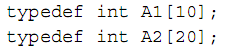 typedef int A1[10];
typedef int A2[20];